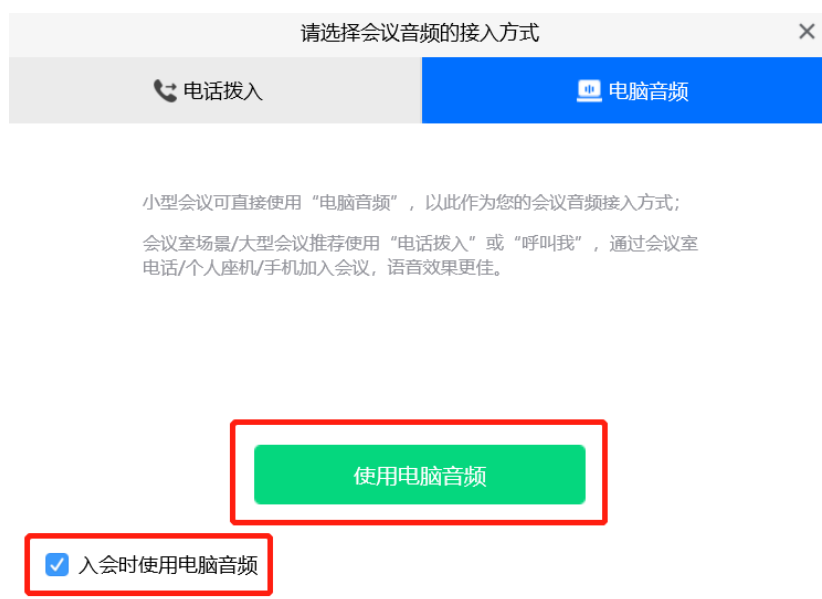 请选择会议音频的接入方式
电话拨入
电脑音频
小型会议可直接使用“电脑音频”，以此作为您的会议音频接入方式；
会议室场景/大型会议推荐使用“电话拨入”或“呼叫我”，通过会议室
电话/个人座机/手机加入会议，语音效果更佳。
使用电脑音频
入会时使用电脑音频